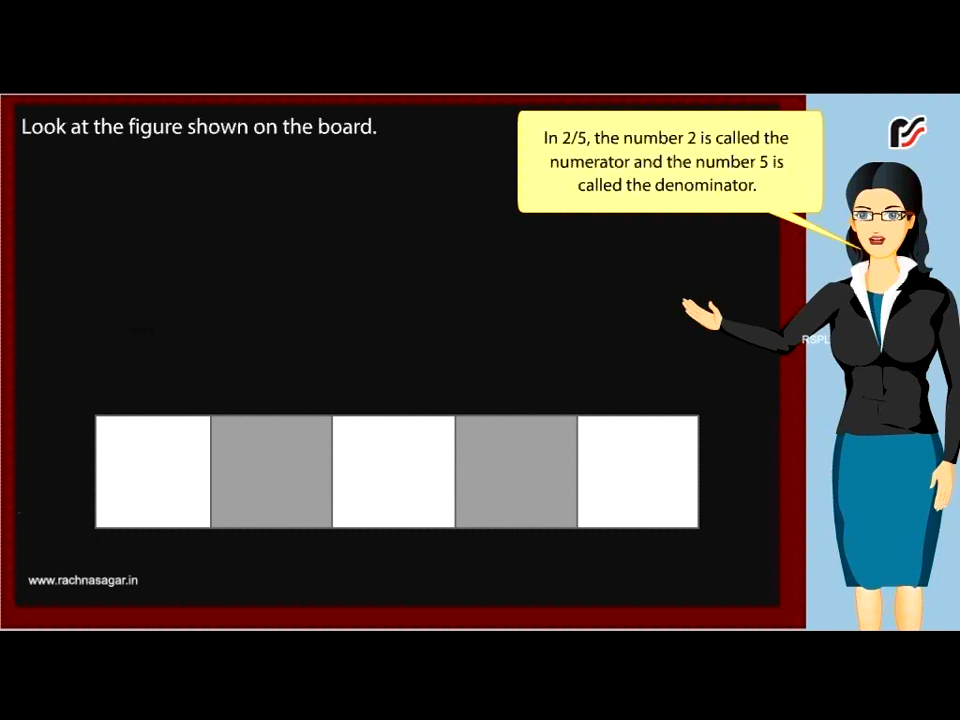 Look at the figure shown on the board.
In 2/5, the number 2 is called the
numerator and the number 5 is
called the denominator.
RSPL
www.rachnasagar.in